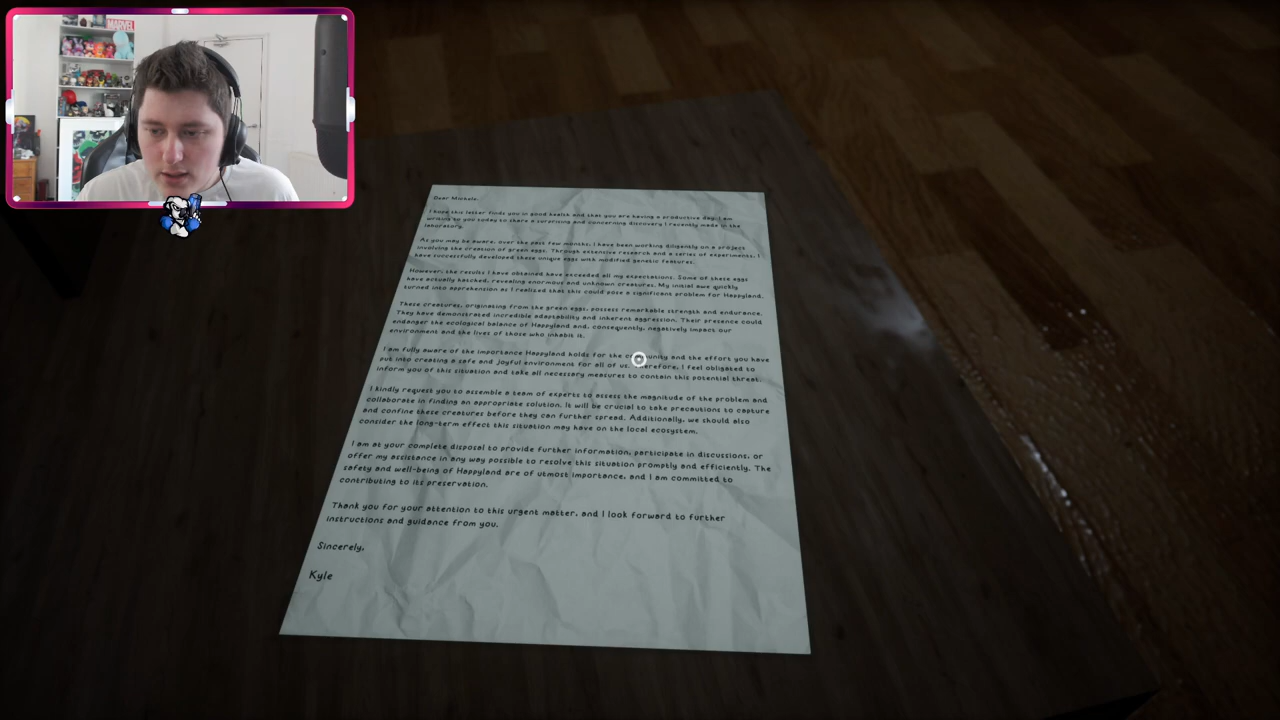 MARVEL
Dear Michele,
I hope this letter finds you in good health and that you are having a productive day. I am
writing to you today to share a surprising and concerning discovery I recently made in the
laboratory.
As you may be aware, over the past few months, I have been working diligently on a project
involving the creation of green eggs. Through extensive research and a series of experiments, I
have successfully developed these unique eggs with modified genetic features.
However, the results I have obtained have exceeded all my expectations. Some of these eggs
have actually hatched, revealing enormous and unknown creatures. My initial awe quickly
turned into apprehension as I realized that this could pose a significant problem for Happyland.
These creatures, originating from the green eggs, possess remarkable strength and endurance.
They have demonstrated incredible adaptability and inherent aggression. Their presence could
endanger the ecological balance of Happyland and, consequently, negatively impact our
environment and the lives of those who inhabit it.
I am fully aware of the importance Happyland holds for the community and the effort you have
put into creating a safe and joyful environment for all of us. Therefore, I feel obligated to
inform you of this situation and take all necessary measures to contain this potential threat.
I kindly request you to assemble a team of experts to assess the magnitude of the problem and
collaborate in finding an appropriate solution. It will be crucial to take precautions to capture
and confine these creatures before they can further spread. Additionally, we should also
consider the long-term effect this situation may have on the local ecosystem.
I am at your complete disposal to provide further information, participate in discussions, or
offer my assistance in any way possible to resolve this situation promptly and efficiently. The
safety and well-being of Happyland are of utmost importance, and I am committed to
contributing to its preservation.
Thank you for your attention to this urgent matter, and I look forward to further
instructions and guidance from you.
Sincerely,
Kyle